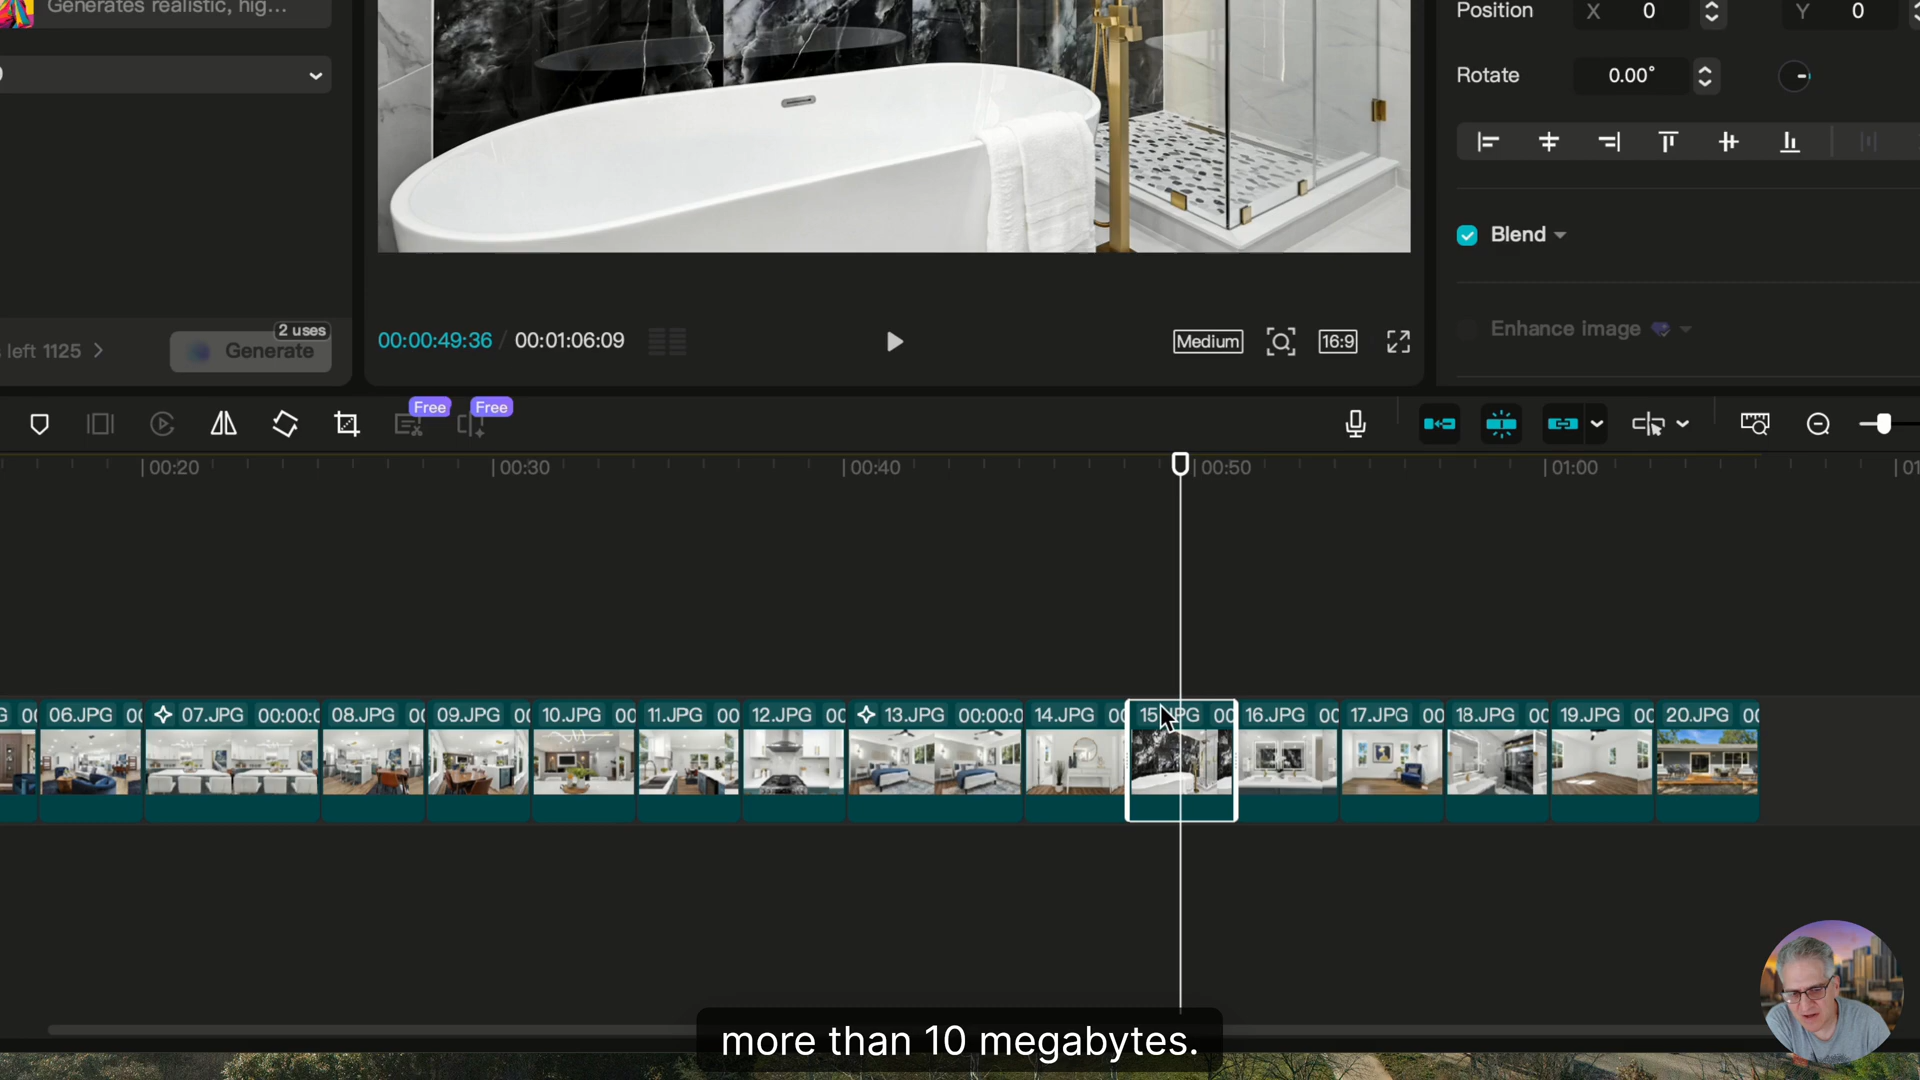 Generates realistic, hig...
Position X 0 Y 0
Rotate 0.00°
Blend
Enhance image
2 uses
left 1125
Generate
00:00:49:36 / 00:01:06:09
Medium
16:9
Free
Free
00:20
00:30
00:40
00:50
01:00
06.JPG
07.JPG 00:00:0
08.JPG 00
09.JPG 00
10.JPG 00
11.JPG 00
12.JPG 00
13.JPG 00:00:0
14.JPG 00
15.JPG 00
16.JPG 00
17.JPG 00
18.JPG 00
19.JPG 00
20.JPG 00
more than 10 megabytes.